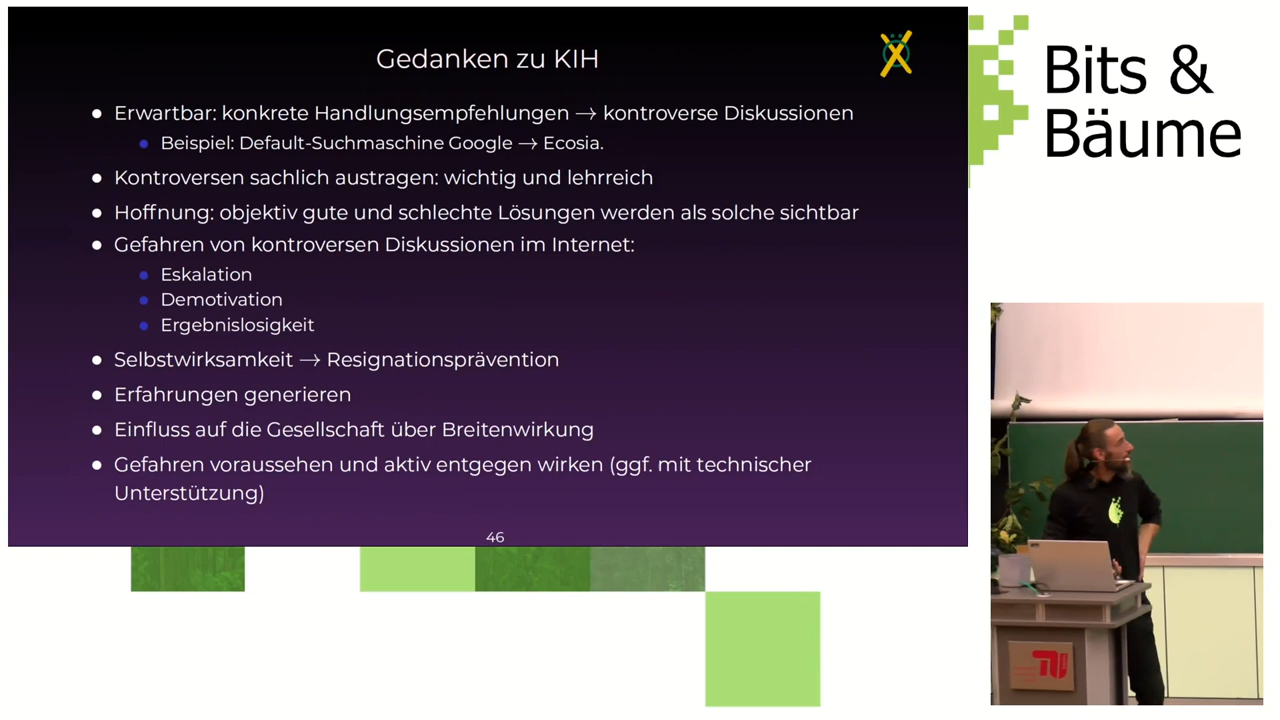 Gedanken zu KIH
Erwartbar: konkrete Handlungsempfehlungen → kontroverse Diskussionen
Beispiel: Default-Suchmaschine Google → Ecosia.
Kontroversen sachlich austragen: wichtig und lehrreich
Hoffnung: objektiv gute und schlechte Lösungen werden als solche sichtbar
Gefahren von kontroversen Diskussionen im Internet:
Eskalation
Demotivation
Ergebnislosigkeit
Selbstwirksamkeit → Resignationsprävention
Erfahrungen generieren
Einfluss auf die Gesellschaft über Breitenwirkung
Gefahren voraussehen und aktiv entgegen wirken (ggf. mit technischer
Unterstützung)
46
Bits &
Bäume